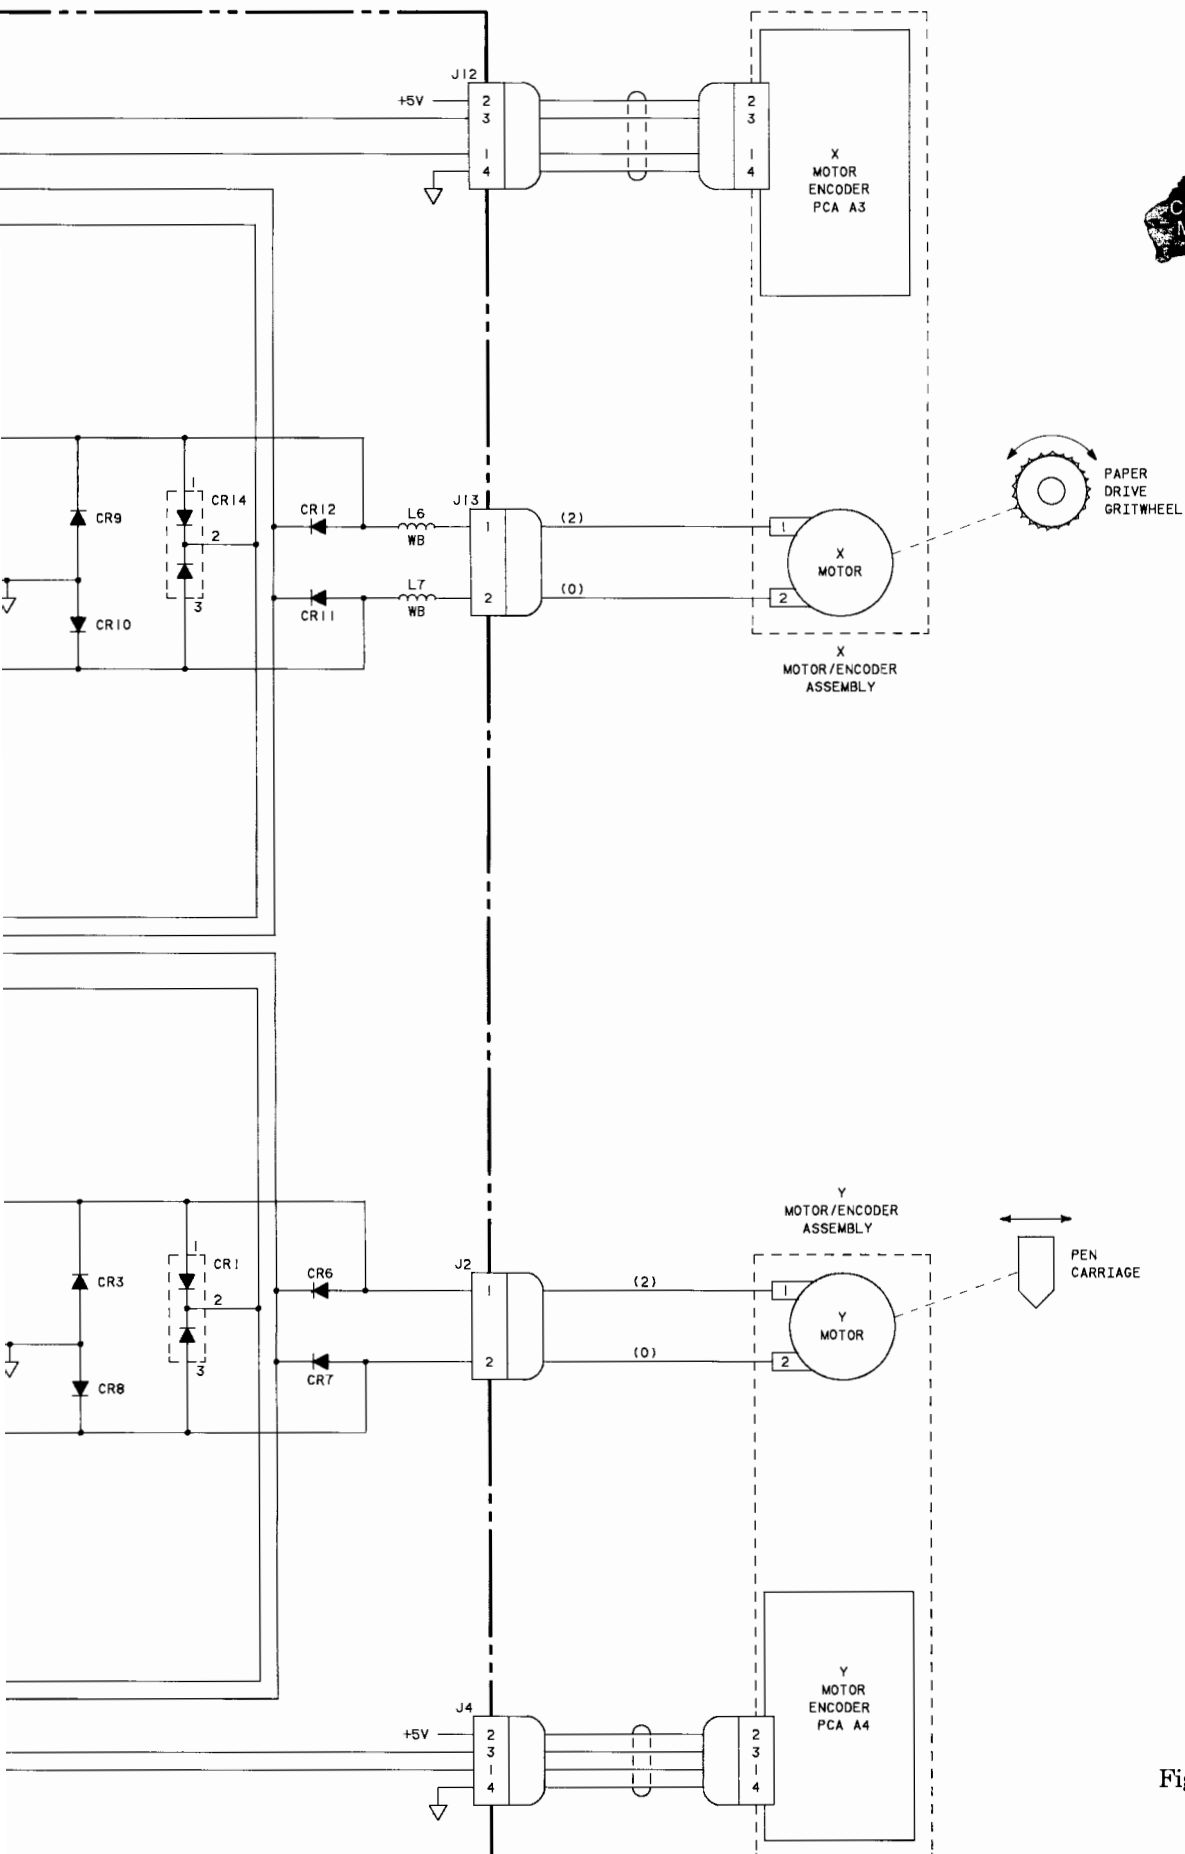 J12
+5V
2
3
1
4
2
3
1
4
X
MOTOR
ENCODER
PCA A3
1
CR14
2
3
CR9
CR10
CR12
CR11
L6
WB
L7
WB
J13
1
2
(2)
(0)
1
2
X
MOTOR
PAPER
DRIVE
GRITWHEEL
X
MOTOR/ENCODER
ASSEMBLY
Y
MOTOR/ENCODER
ASSEMBLY
1
CR1
2
3
CR3
CR8
CR6
CR7
J2
1
2
(2)
(0)
1
2
Y
MOTOR
PEN
CARRIAGE
Y
MOTOR
ENCODER
PCA A4
J4
+5V
2
3
1
4
2
3
1
4